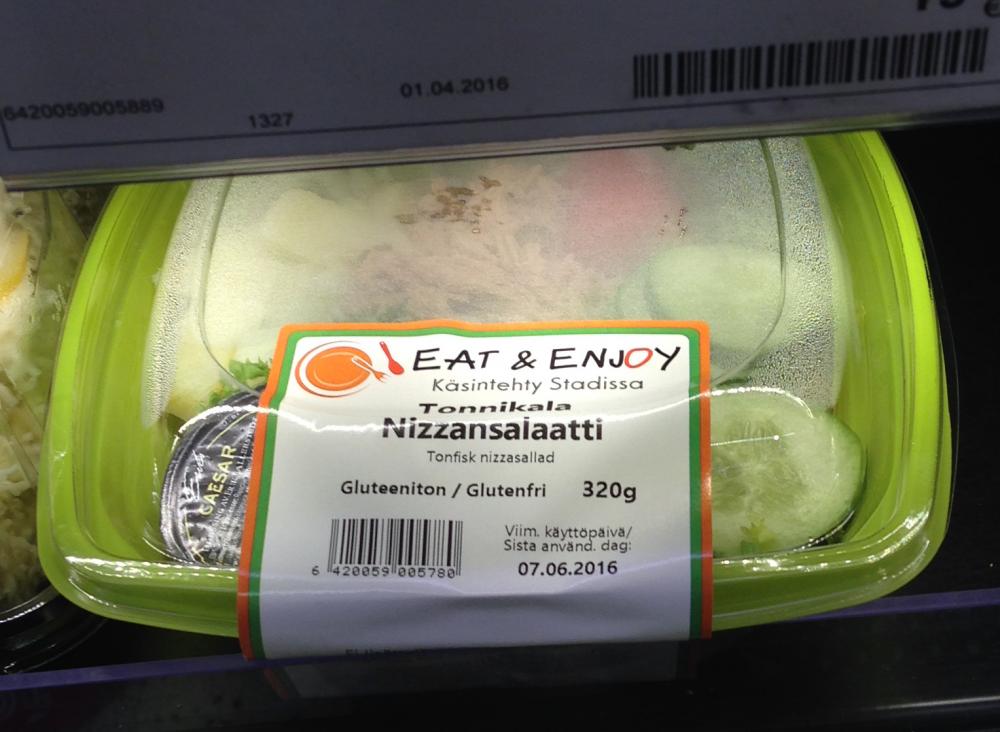 6420059005889
1327
01.04.2016
EAT & ENJOY
Käsintehty Stadissa
Tonnikala
Nizzansalaatti
Tonfisk nizzasallad
Gluteeniton / Glutenfri 320g
Viim. käyttöpäivä/
Sista använd. dag:
07.06.2016
6 420059 005780
CAESAR